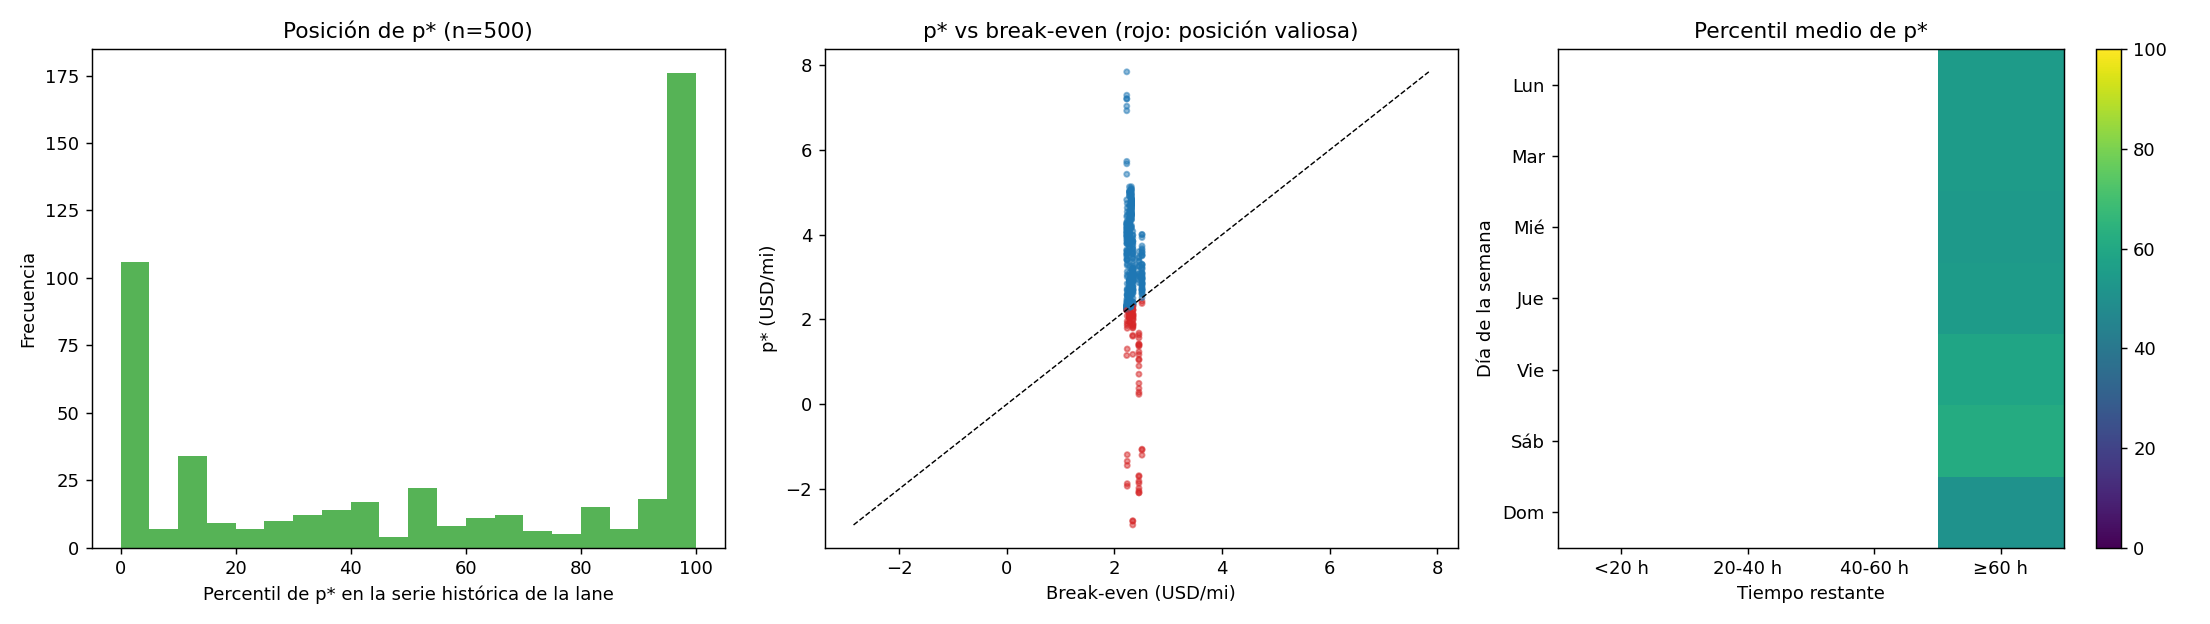 Posición de p* (n=500)
175
150
125
100
75
50
25
0
Frecuencia
0 20 40 60 80 100
Percentil de p* en la serie histórica de la lane
p* vs break-even (rojo: posición valiosa)
8
6
4
2
0
−2
p* (USD/mi)
−2 0 2 4 6 8
Break-even (USD/mi)
Percentil medio de p*
Lun
Mar
Mié
Jue
Vie
Sáb
Dom
Día de la semana
<20 h 20-40 h 40-60 h ≥60 h
Tiempo restante
100
80
60
40
20
0